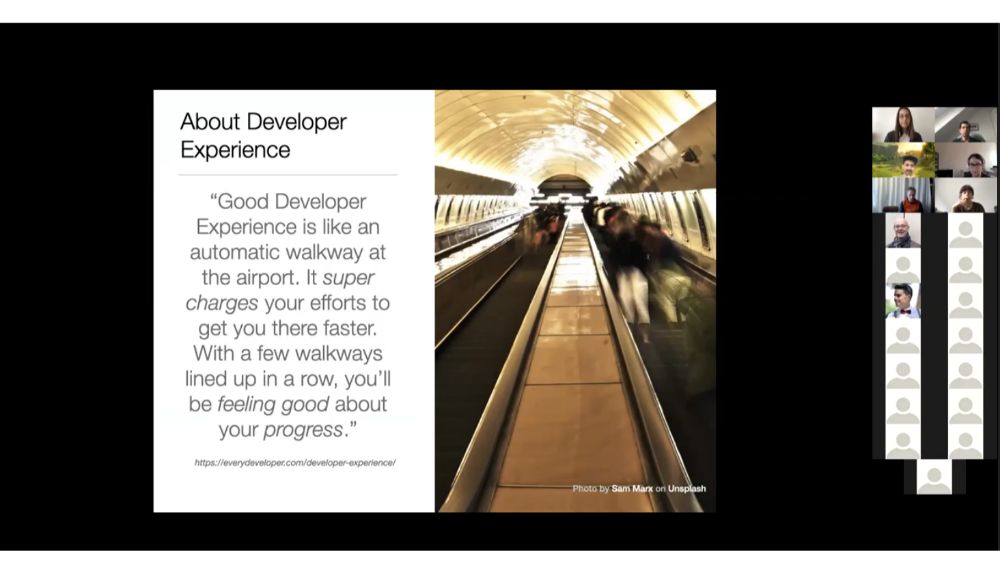 About Developer
Experience
“Good Developer
Experience is like an
automatic walkway at
the airport. It super
charges your efforts to
get you there faster.
With a few walkways
lined up in a row, you’ll
be feeling good about
your progress.”
https://everydeveloper.com/developer-experience/
Photo by Sam Marx on Unsplash